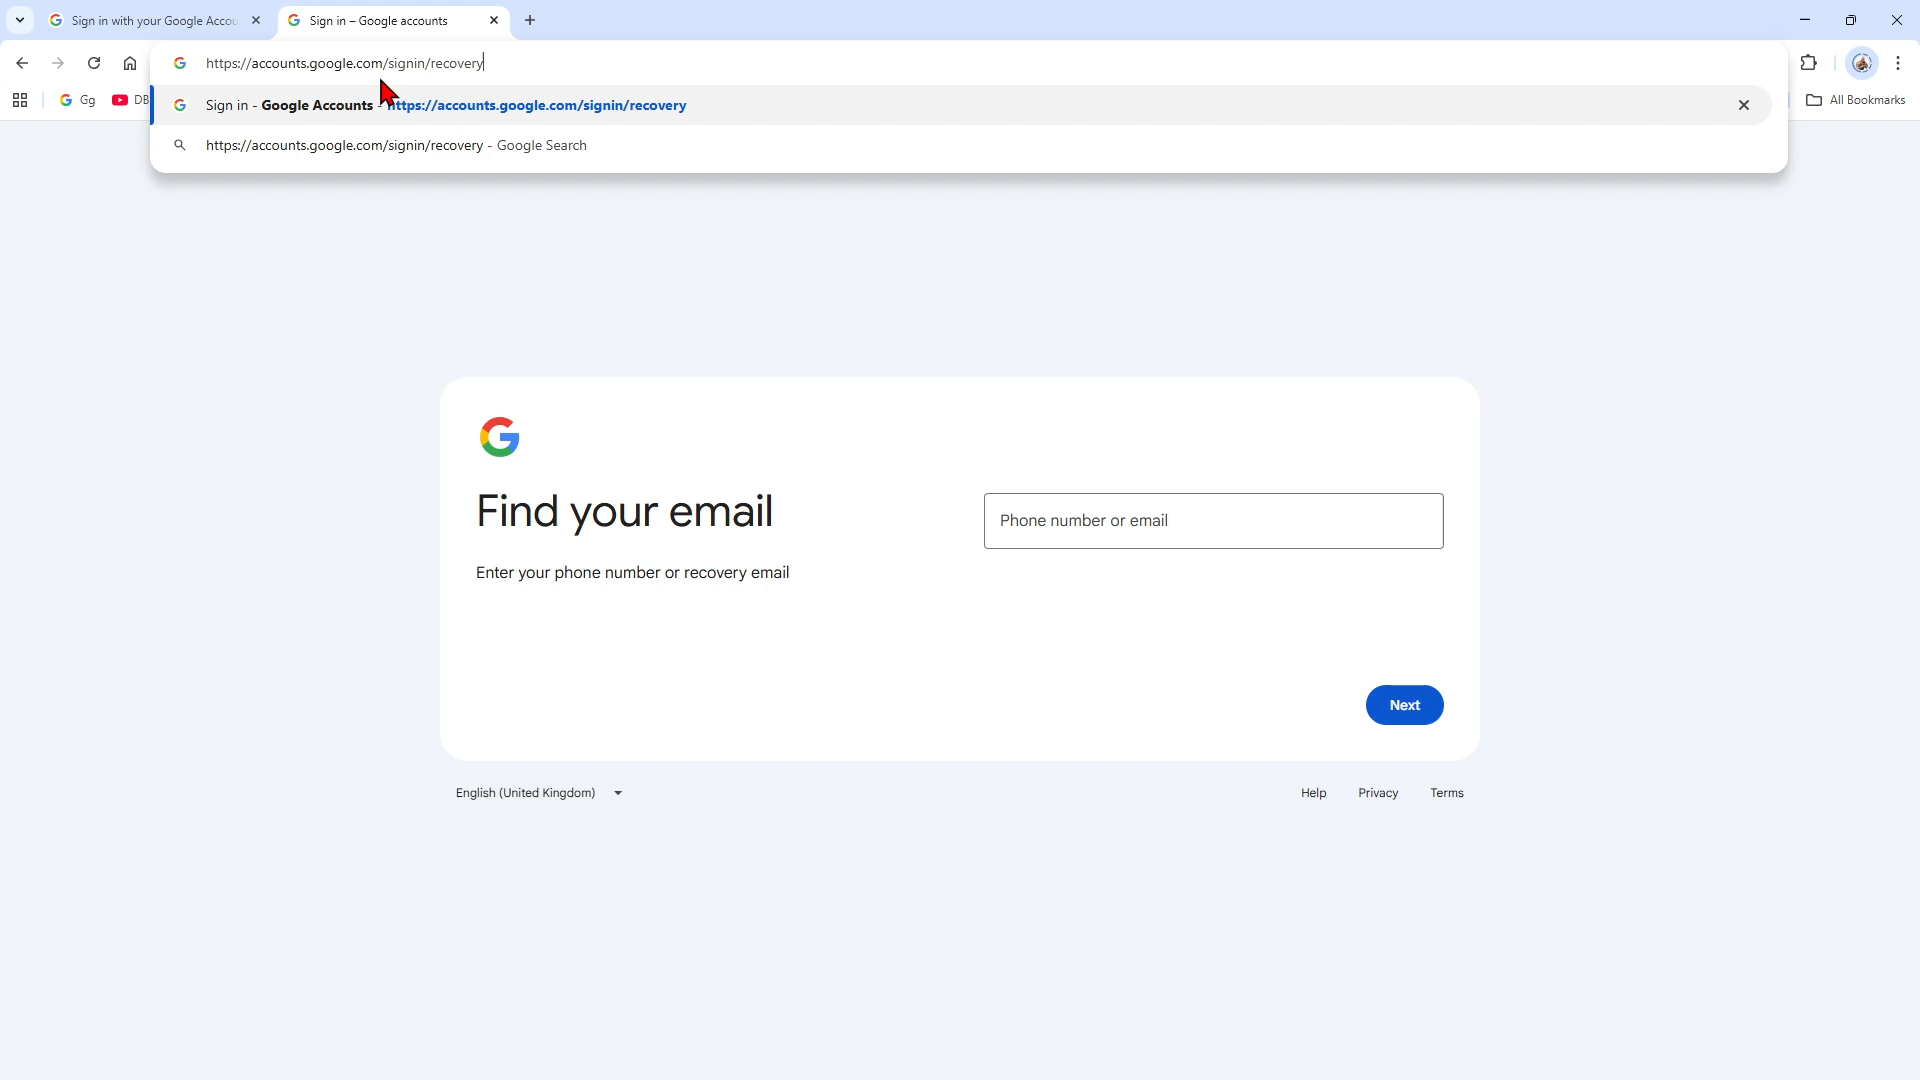 Sign in with your Google Accou
Sign in – Google accounts
https://accounts.google.com/signin/recovery
Gg
DB
Sign in - Google Accounts - https://accounts.google.com/signin/recovery
All Bookmarks
https://accounts.google.com/signin/recovery - Google Search
Find your email
Phone number or email
Enter your phone number or recovery email
Next
English (United Kingdom)
Help Privacy Terms